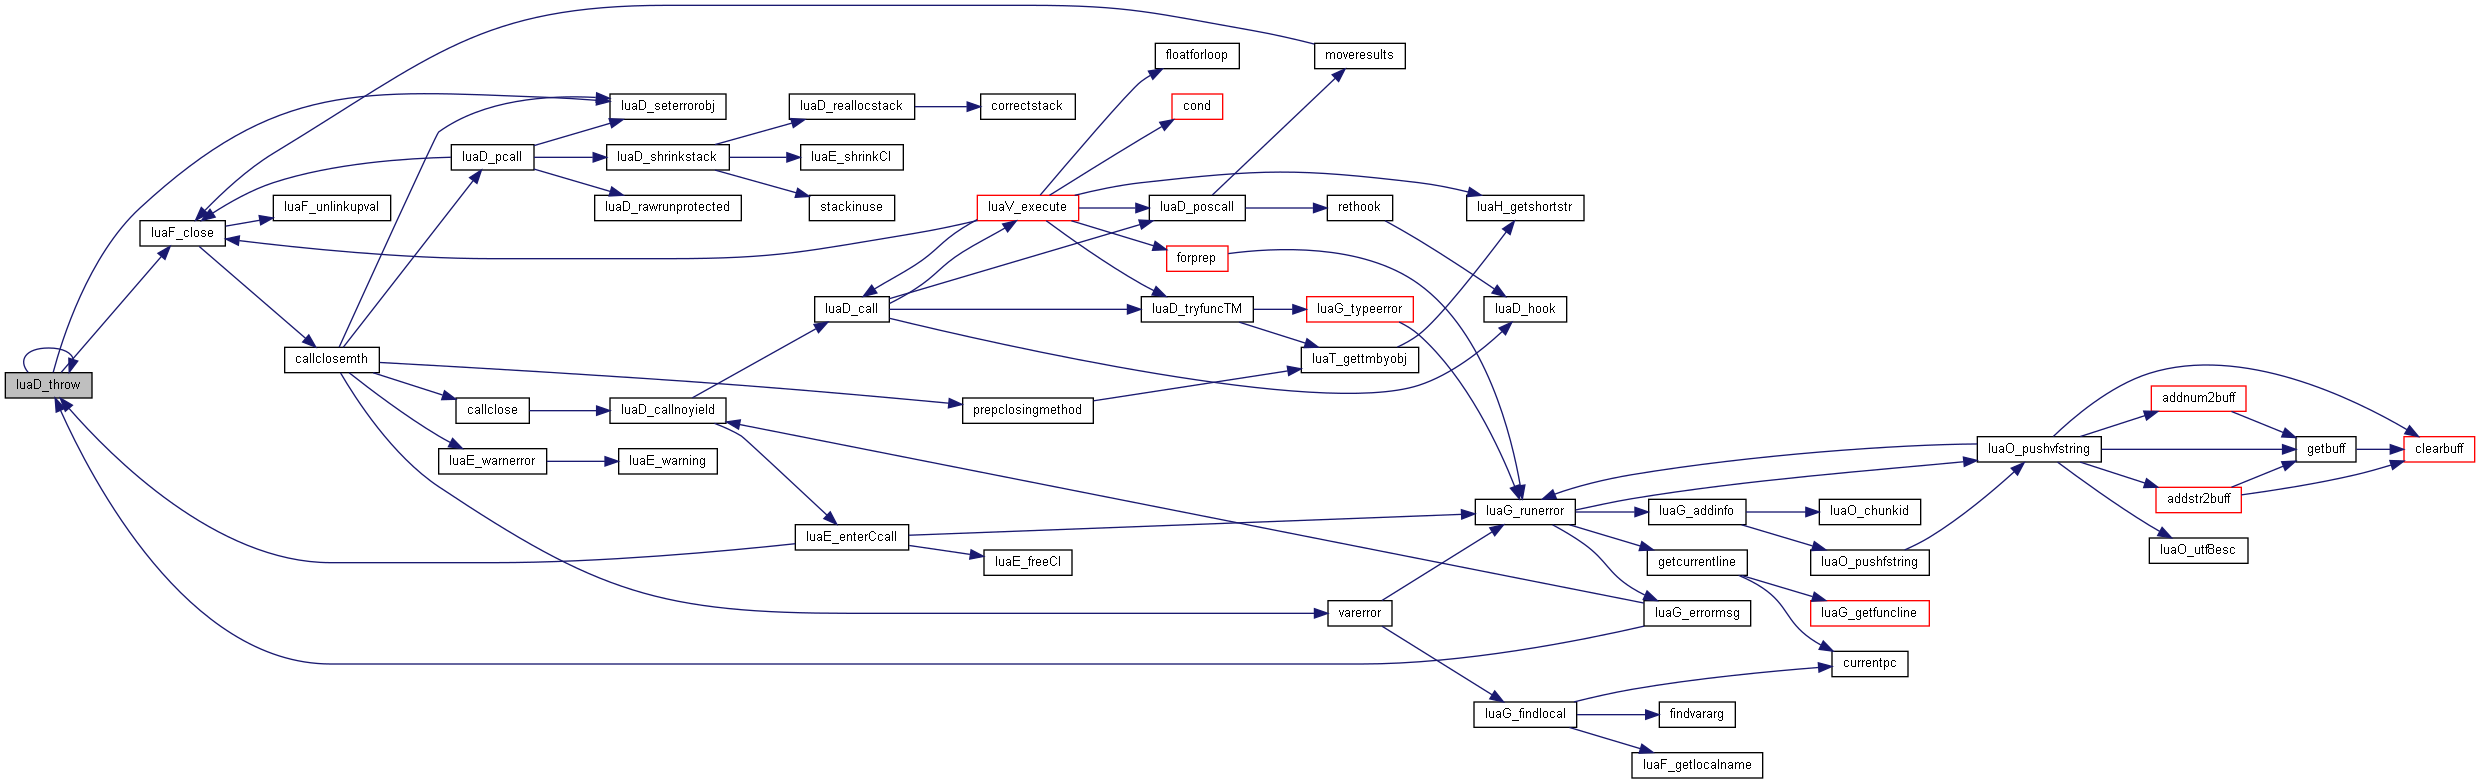 luaD_throw
luaF_close
luaF_unlinkupval
callclosemth
luaD_seterrorobj
luaD_pcall
luaD_shrinkstack
luaD_rawrunprotected
luaD_reallocstack
correctstack
luaE_shrinkCI
stackinuse
callclose
luaD_callnoyield
luaE_warnerror
luaE_warning
luaD_call
luaE_enterCcall
luaE_freeCI
prepclosingmethod
luaV_execute
floatforloop
cond
luaD_poscall
forprep
luaD_tryfuncTM
moveresults
rethook
luaG_typeerror
luaT_gettmbyobj
luaH_getshortstr
luaD_hook
varerror
luaG_runerror
luaG_findlocal
luaG_addinfo
getcurrentline
luaG_errormsg
findvararg
luaF_getlocalname
luaO_chunkid
luaO_pushfstring
luaG_getfuncline
currentpc
luaO_pushvfstring
addnum2buff
addstr2buff
luaO_utf8esc
getbuff
clearbuff